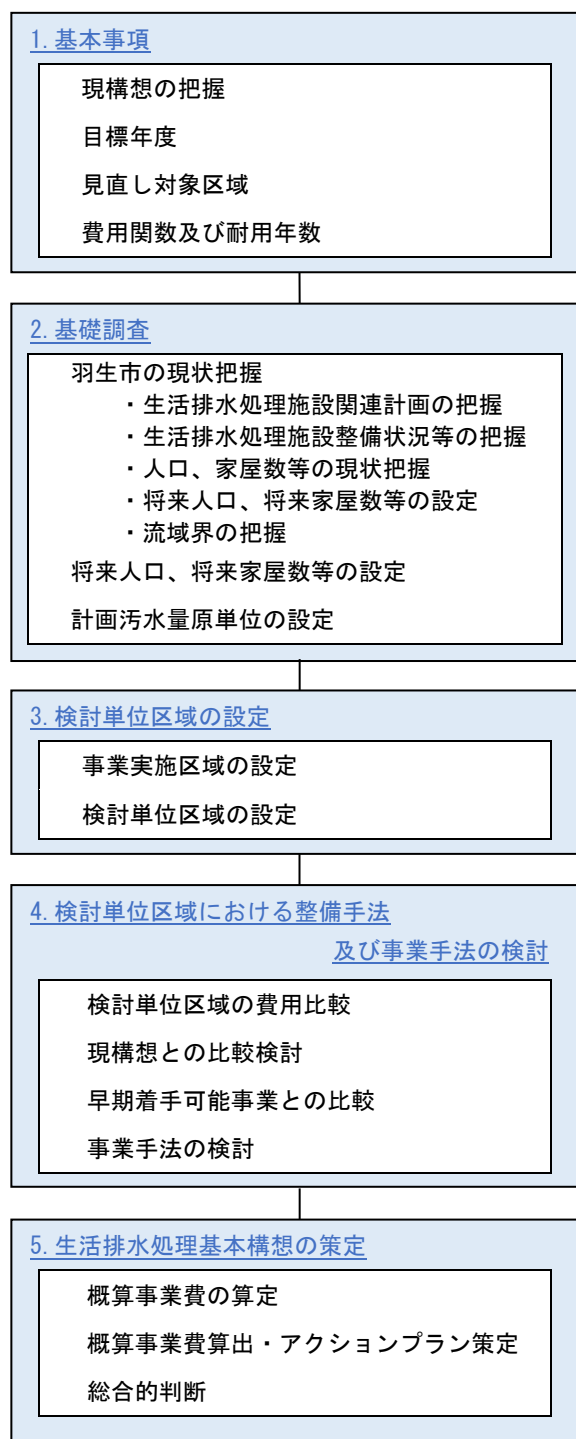 1.基本事項
現構想の把握
目標年度
見直し対象区域
費用関数及び耐用年数
2.基礎調査
羽生市の現状把握
・生活排水処理施設関連計画の把握
・生活排水処理施設整備状況等の把握
・人口、家屋数等の現状把握
・将来人口、将来家屋数等の設定
・流域界の把握
将来人口、将来家屋数等の設定
計画汚水量原単位の設定
3.検討単位区域の設定
事業実施区域の設定
検討単位区域の設定
4.検討単位区域における整備手法
及び事業手法の検討
検討単位区域の費用比較
現構想との比較検討
早期着手可能事業との比較
事業手法の検討
5.生活排水処理基本構想の策定
概算事業費の算定
概算事業費算出・アクションプラン策定
総合的判断